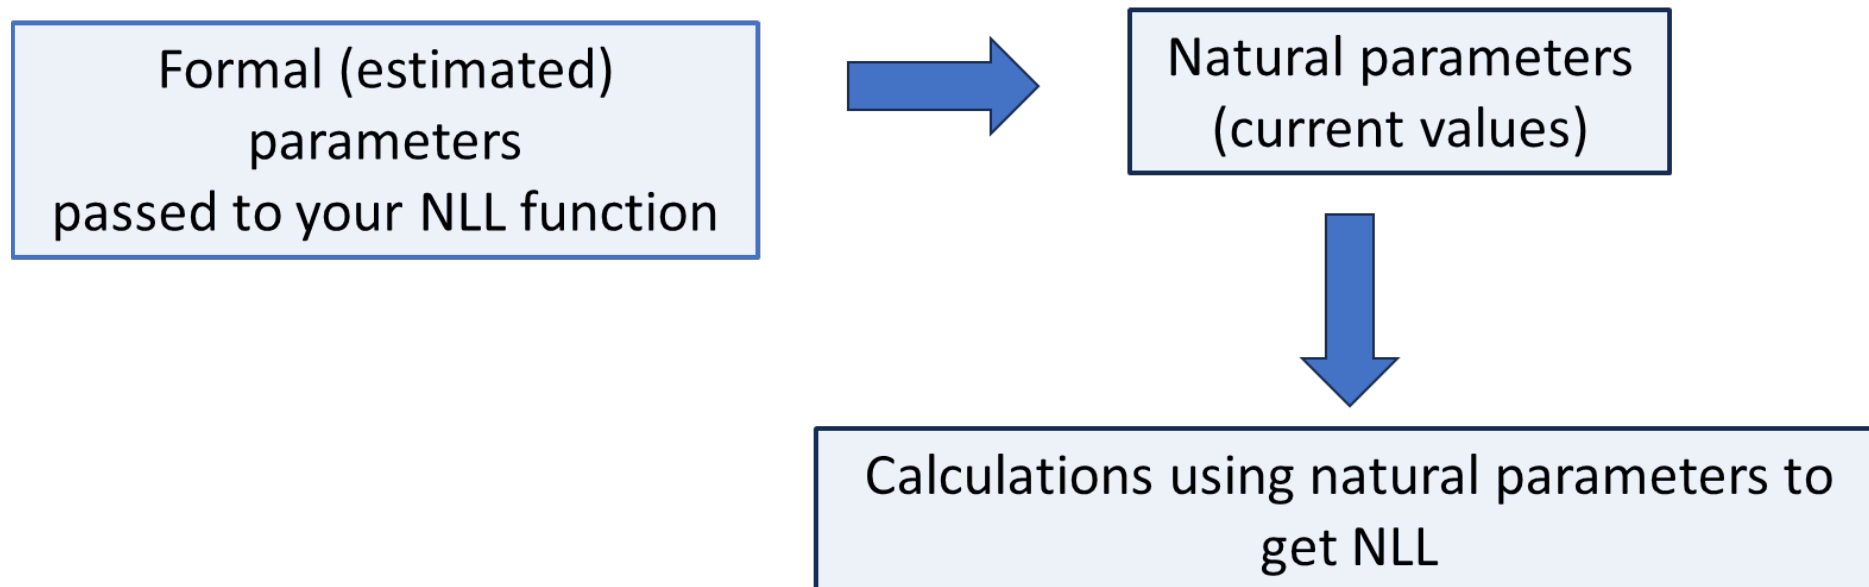 Formal (estimated)
parameters
passed to your NLL function
Natural parameters
(current values)
Calculations using natural parameters to
get NLL